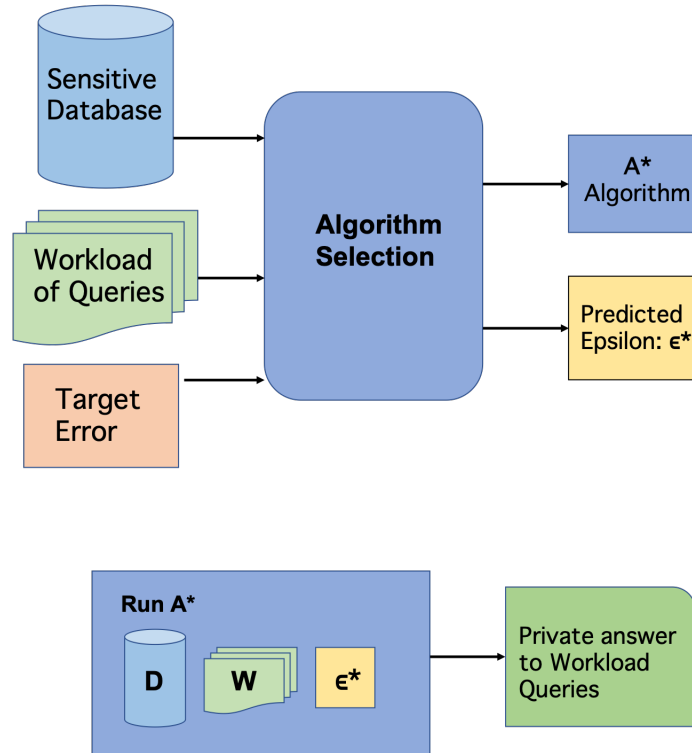 Sensitive
Database
Workload
of Queries
Target
Error
Algorithm
Selection
A*
Algorithm
Predicted
Epsilon: ϵ*
Run A*
D
W
ϵ*
Private answer
to Workload
Queries